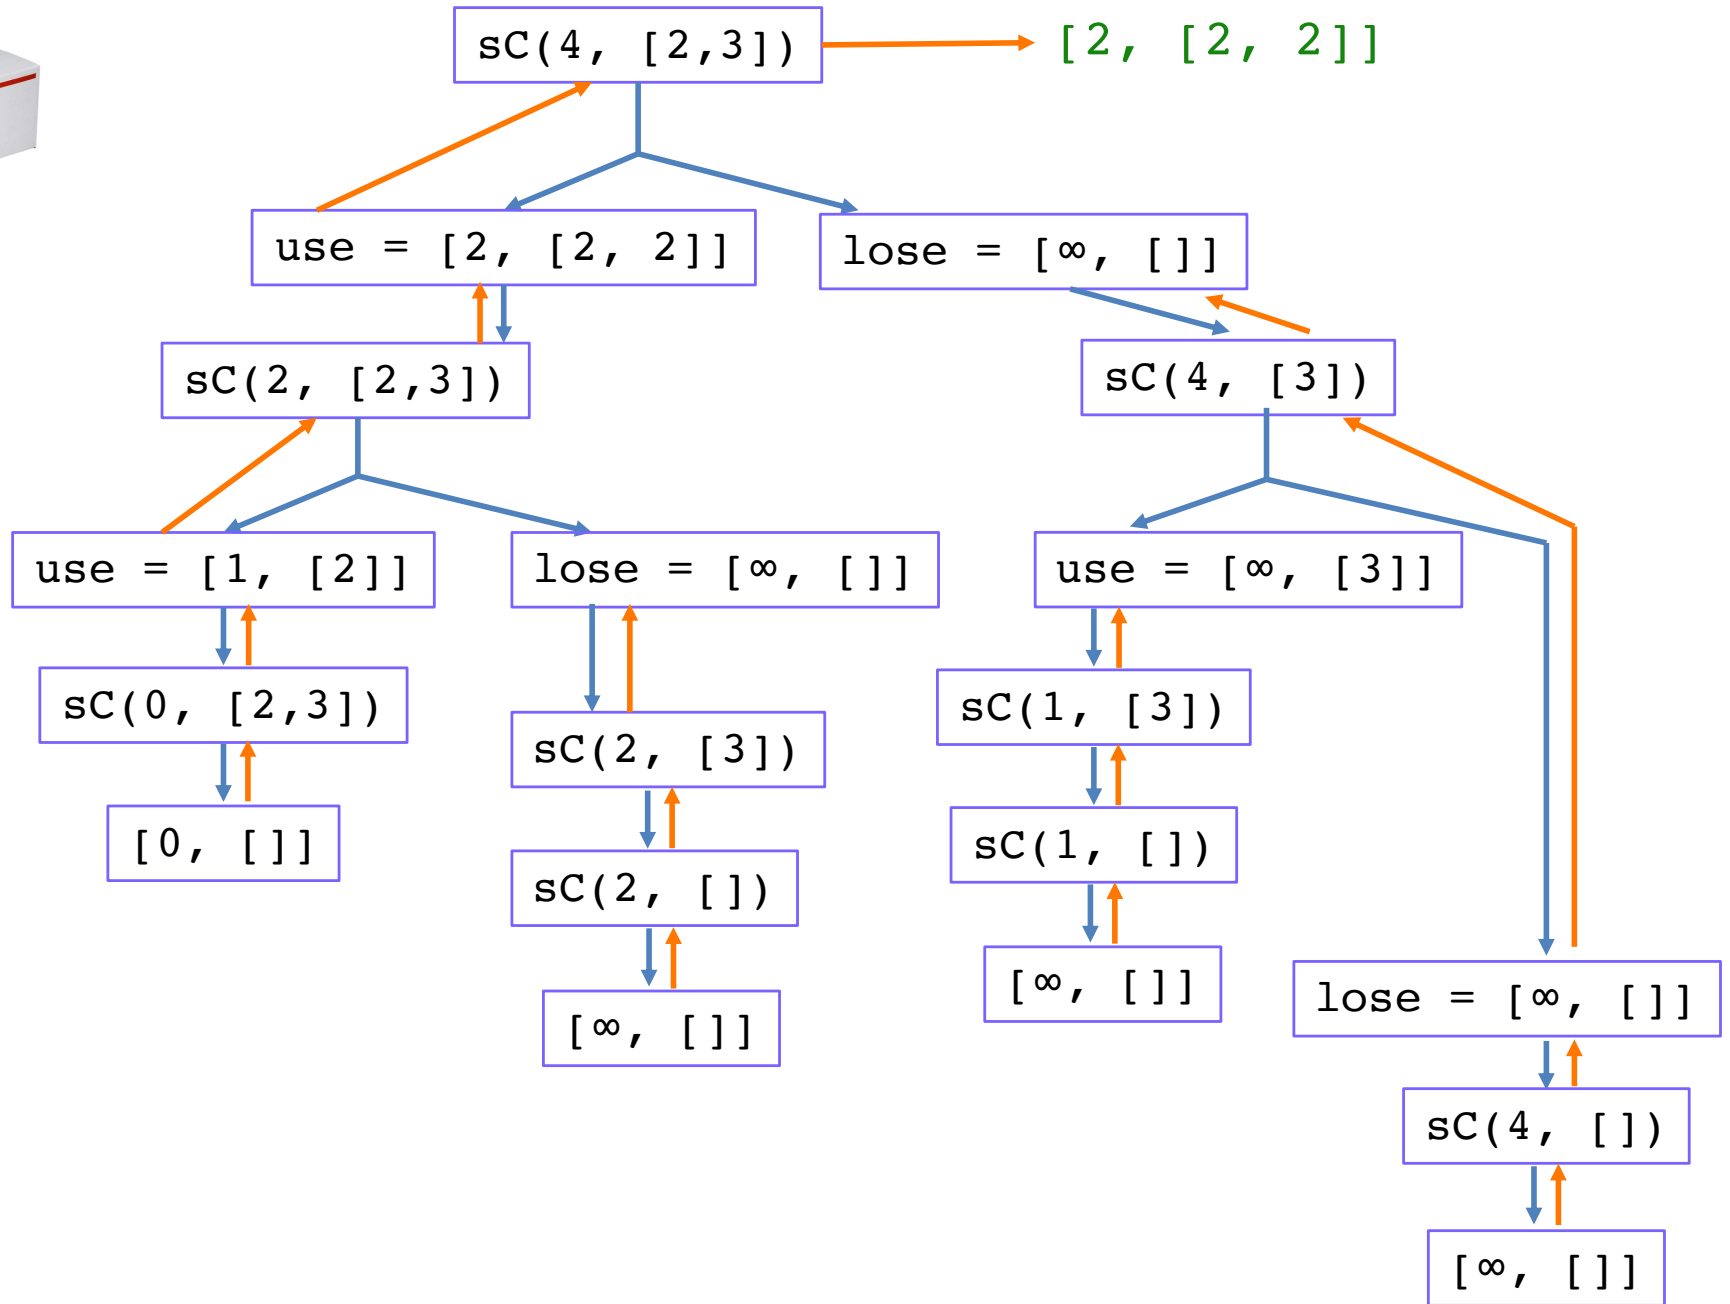 sC(4, [2,3])
[2, [2, 2]]
use = [2, [2, 2]]
lose = [∞, []]
sC(2, [2,3])
sC(4, [3])
use = [1, [2]]
lose = [∞, []]
use = [∞, [3]]
sC(0, [2,3])
sC(2, [3])
sC(1, [3])
[0, []]
sC(2, [])
sC(1, [])
[∞, []]
[∞, []]
lose = [∞, []]
sC(4, [])
[∞, []]